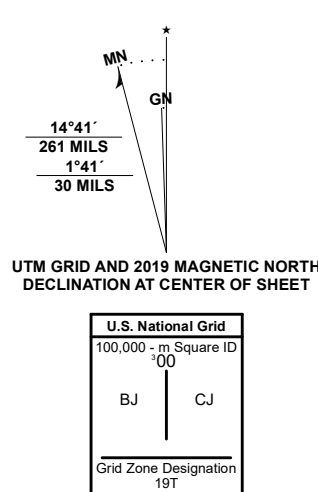 ★
MN
GN
14°41´
261 MILS
1°41´
30 MILS
UTM GRID AND 2019 MAGNETIC NORTH
DECLINATION AT CENTER OF SHEET
U.S. National Grid
100,000 - m Square ID
³00
BJ CJ
Grid Zone Designation
19T